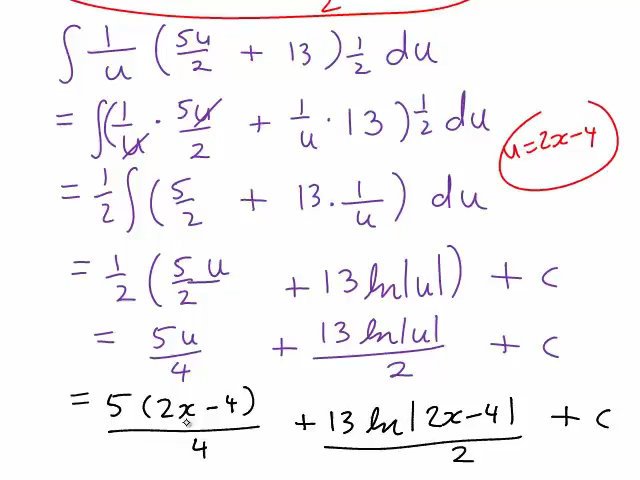 ∫ 1/u (5u/2 + 13) 1/2 du
= ∫(1/u · 5u/2 + 1/u · 13) 1/2 du
u = 2x-4
= 1/2 ∫ (5/2 + 13 · 1/u) du
= 1/2 (5/2 u + 13 ln|u|) + c
= 5u/4 + 13 ln|u|/2 + c
= 5(2x-4)/4 + 13 ln|2x-4|/2 + c